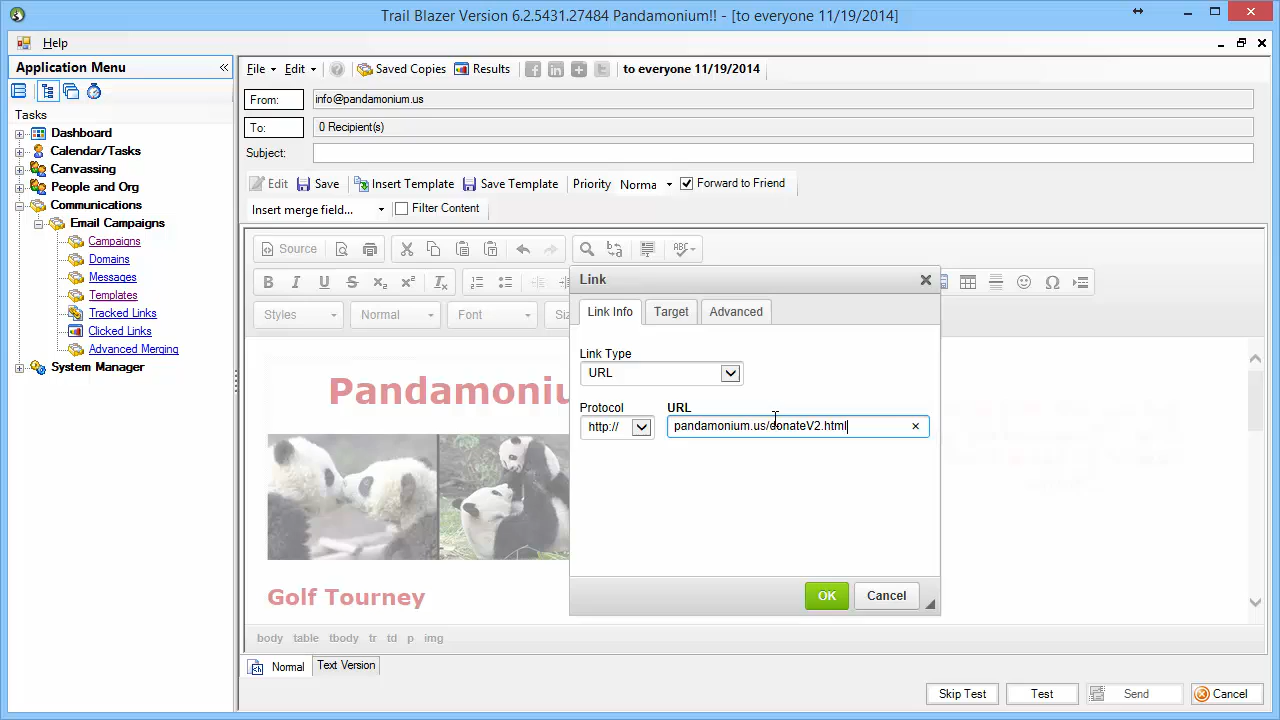 Trail Blazer Version 6.2.5431.27484 Pandamonium!! - [to everyone 11/19/2014]
Help
Application Menu
Tasks
Dashboard
Calendar/Tasks
Canvassing
People and Org
Communications
Email Campaigns
Campaigns
Domains
Messages
Templates
Tracked Links
Clicked Links
Advanced Merging
System Manager
File Edit Saved Copies Results to everyone 11/19/2014
From: info@pandamonium.us
To: 0 Recipient(s)
Subject:
Edit Save Insert Template Save Template Priority Norma Forward to Friend
Insert merge field... Filter Content
Source
Styles Normal Font
Link
Link Info Target Advanced
Link Type
URL
Protocol URL
http:// pandamonium.us/donateV2.html
OK Cancel
Golf Tourney
body table tbody tr td p img
Normal Text Version
Skip Test Test Send Cancel